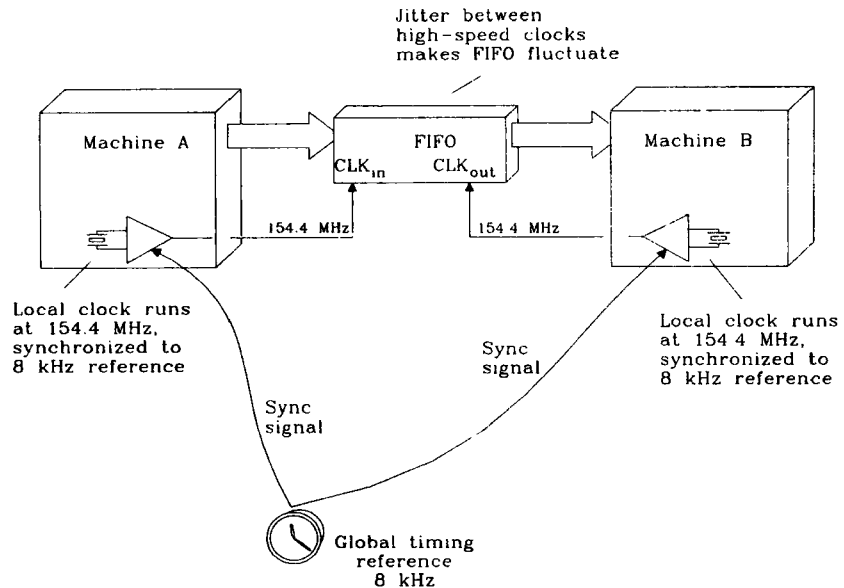 Jitter between
high-speed clocks
makes FIFO fluctuate
Machine A
FIFO
CLKin
CLKout
Machine B
154.4 MHz
154 4 MHz
Local clock runs
at 154.4 MHz,
synchronized to
8 kHz reference
Local clock runs
at 154 4 MHz,
synchronized to
8 kHz reference
Sync
signal
Sync
signal
Global timing
reference
8 kHz